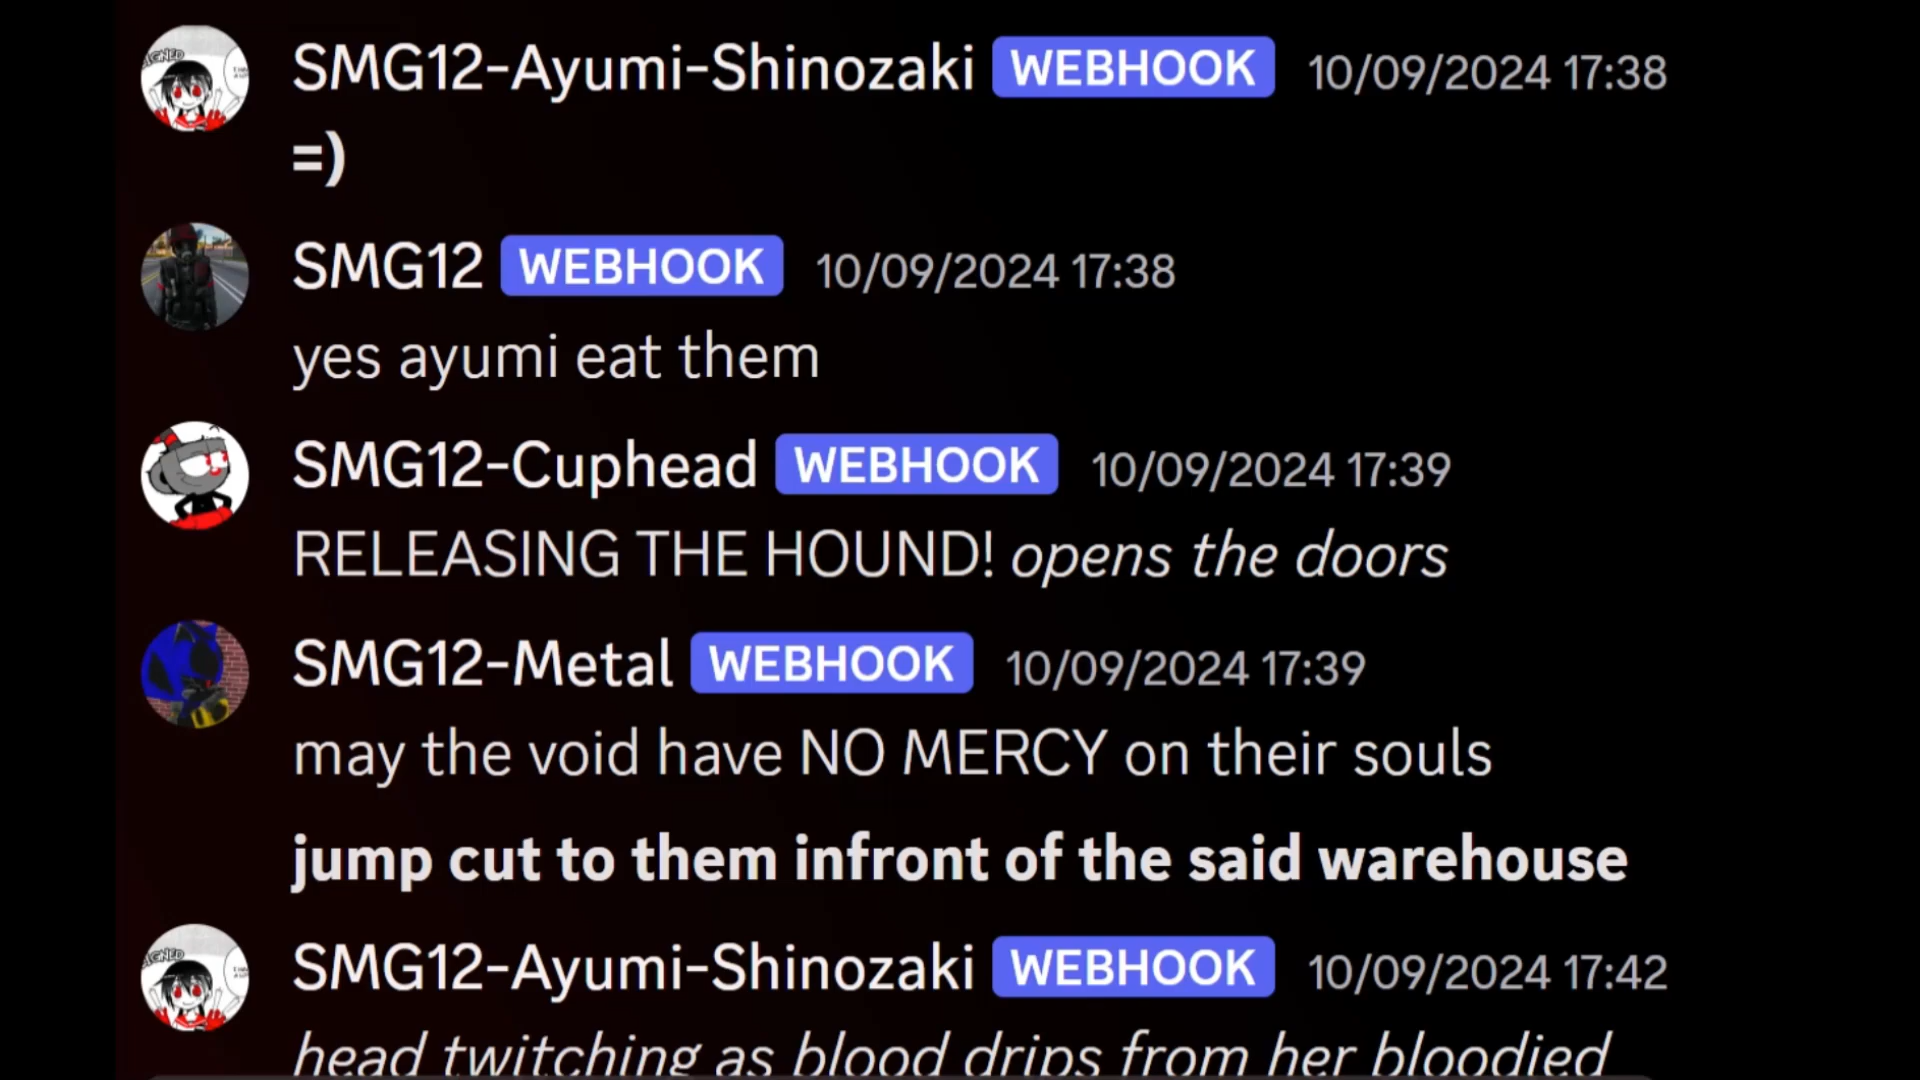 SMG12-Ayumi-Shinozaki WEBHOOK 10/09/2024 17:38
=)
SMG12 WEBHOOK 10/09/2024 17:38
yes ayumi eat them
SMG12-Cuphead WEBHOOK 10/09/2024 17:39
RELEASING THE HOUND! opens the doors
SMG12-Metal WEBHOOK 10/09/2024 17:39
may the void have NO MERCY on their souls
jump cut to them infront of the said warehouse
SMG12-Ayumi-Shinozaki WEBHOOK 10/09/2024 17:42
head twitching as blood drips from her bloodied